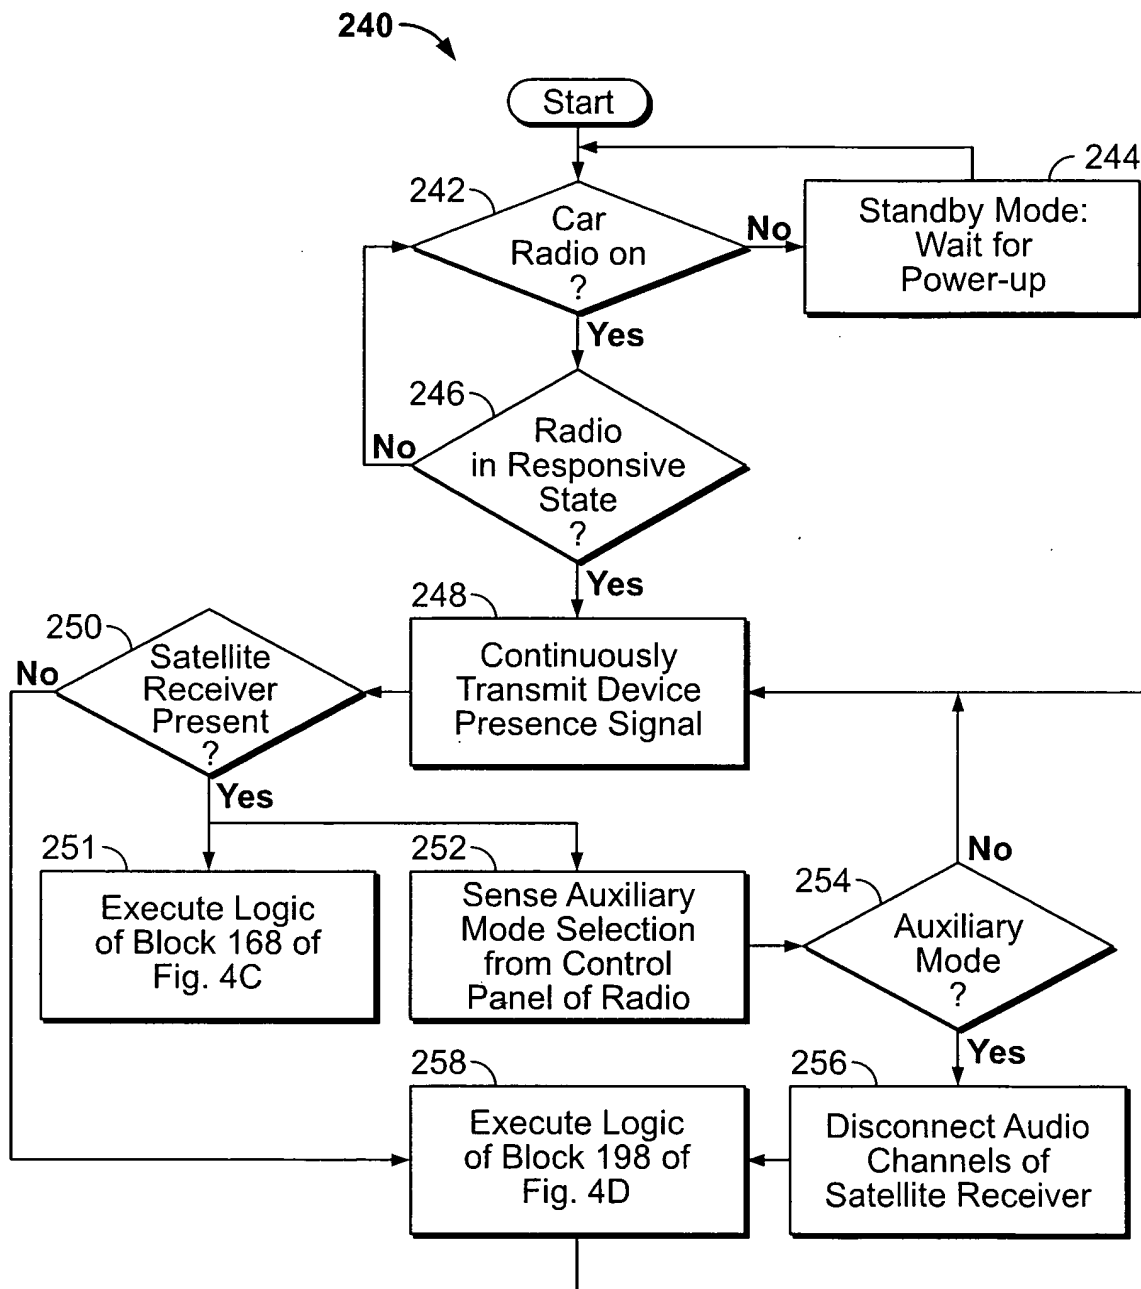 240
Start
242
Car
Radio on
?
No
244
Standby Mode:
Wait for
Power-up
Yes
246
Radio
in Responsive
State
?
No
Yes
248
Continuously
Transmit Device
Presence Signal
250
No
Satellite
Receiver
Present
?
Yes
251
Execute Logic
of Block 168 of
Fig. 4C
252
Sense Auxiliary
Mode Selection
from Control
Panel of Radio
254
No
Auxiliary
Mode
?
Yes
256
Disconnect Audio
Channels of
Satellite Receiver
258
Execute Logic
of Block 198 of
Fig. 4D